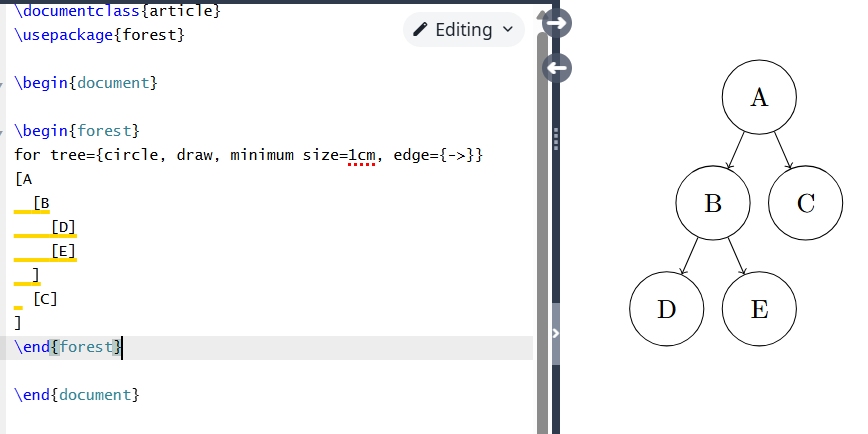 \documentclass{article}
\usepackage{forest}
Editing
\begin{document}
\begin{forest}
for tree={circle, draw, minimum size=1cm, edge={->}}
[A
[B
[D]
[E]
]
[C]
]
\end{forest}
\end{document}
A
B
C
D
E